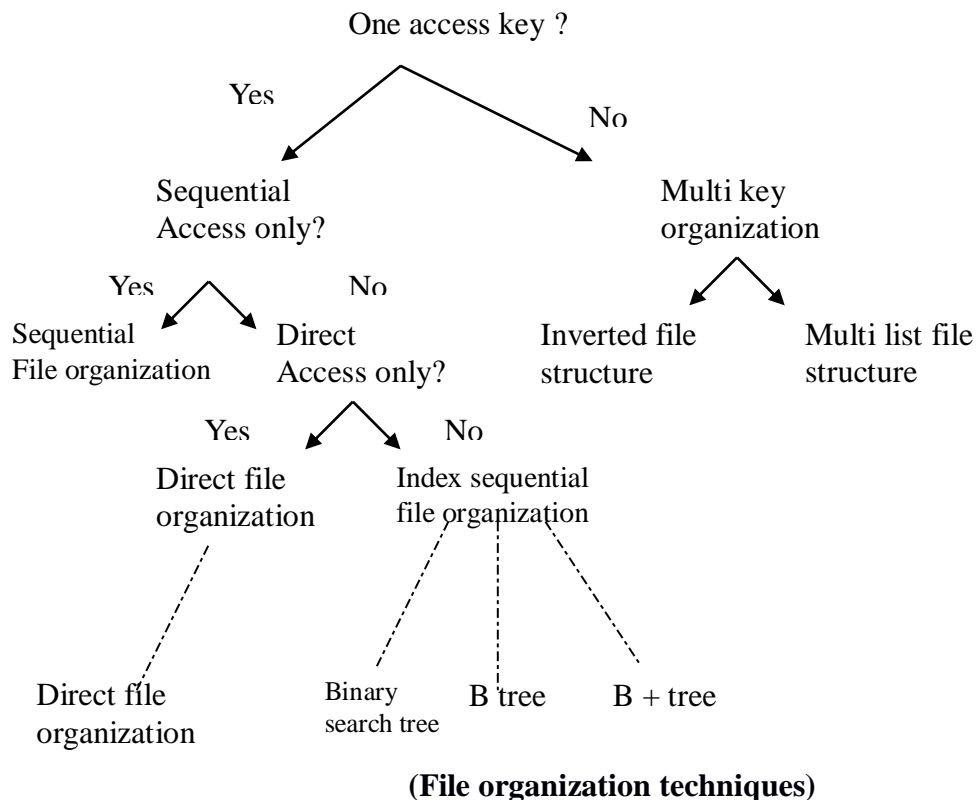 One access key ?
Yes
No
Sequential
Access only?
Multi key
organization
Yes
No
Sequential
File organization
Direct
Access only?
Inverted file
structure
Multi list file
structure
Yes
No
Direct file
organization
Index sequential
file organization
Direct file
organization
Binary
search tree
B tree
B + tree
(File organization techniques)